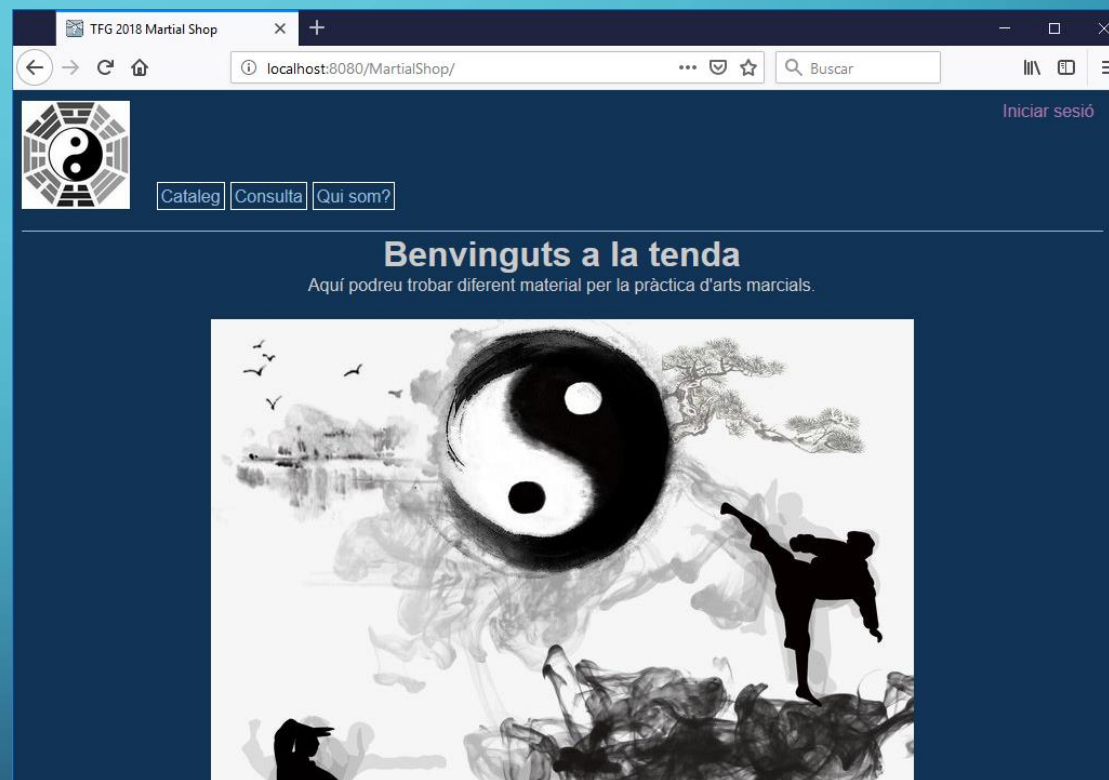 TFG 2018 Martial Shop
localhost:8080/MartialShop/
Buscar
Iniciar sesió
Cataleg Consulta Qui som?
Benvinguts a la tenda
Aquí podreu trobar diferent material per la pràctica d'arts marcials.